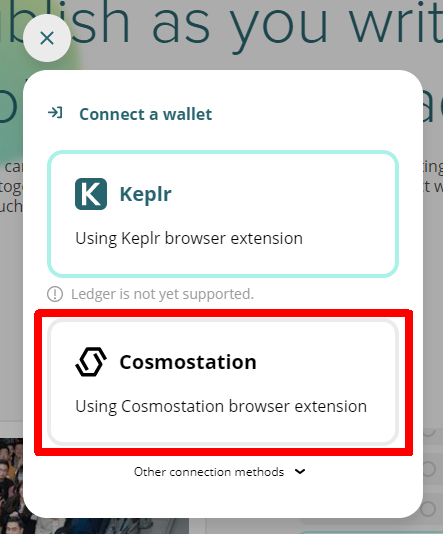 blish as you writ
Connect a wallet
Keplr
Using Keplr browser extension
Ledger is not yet supported.
Cosmostation
Using Cosmostation browser extension
Other connection methods